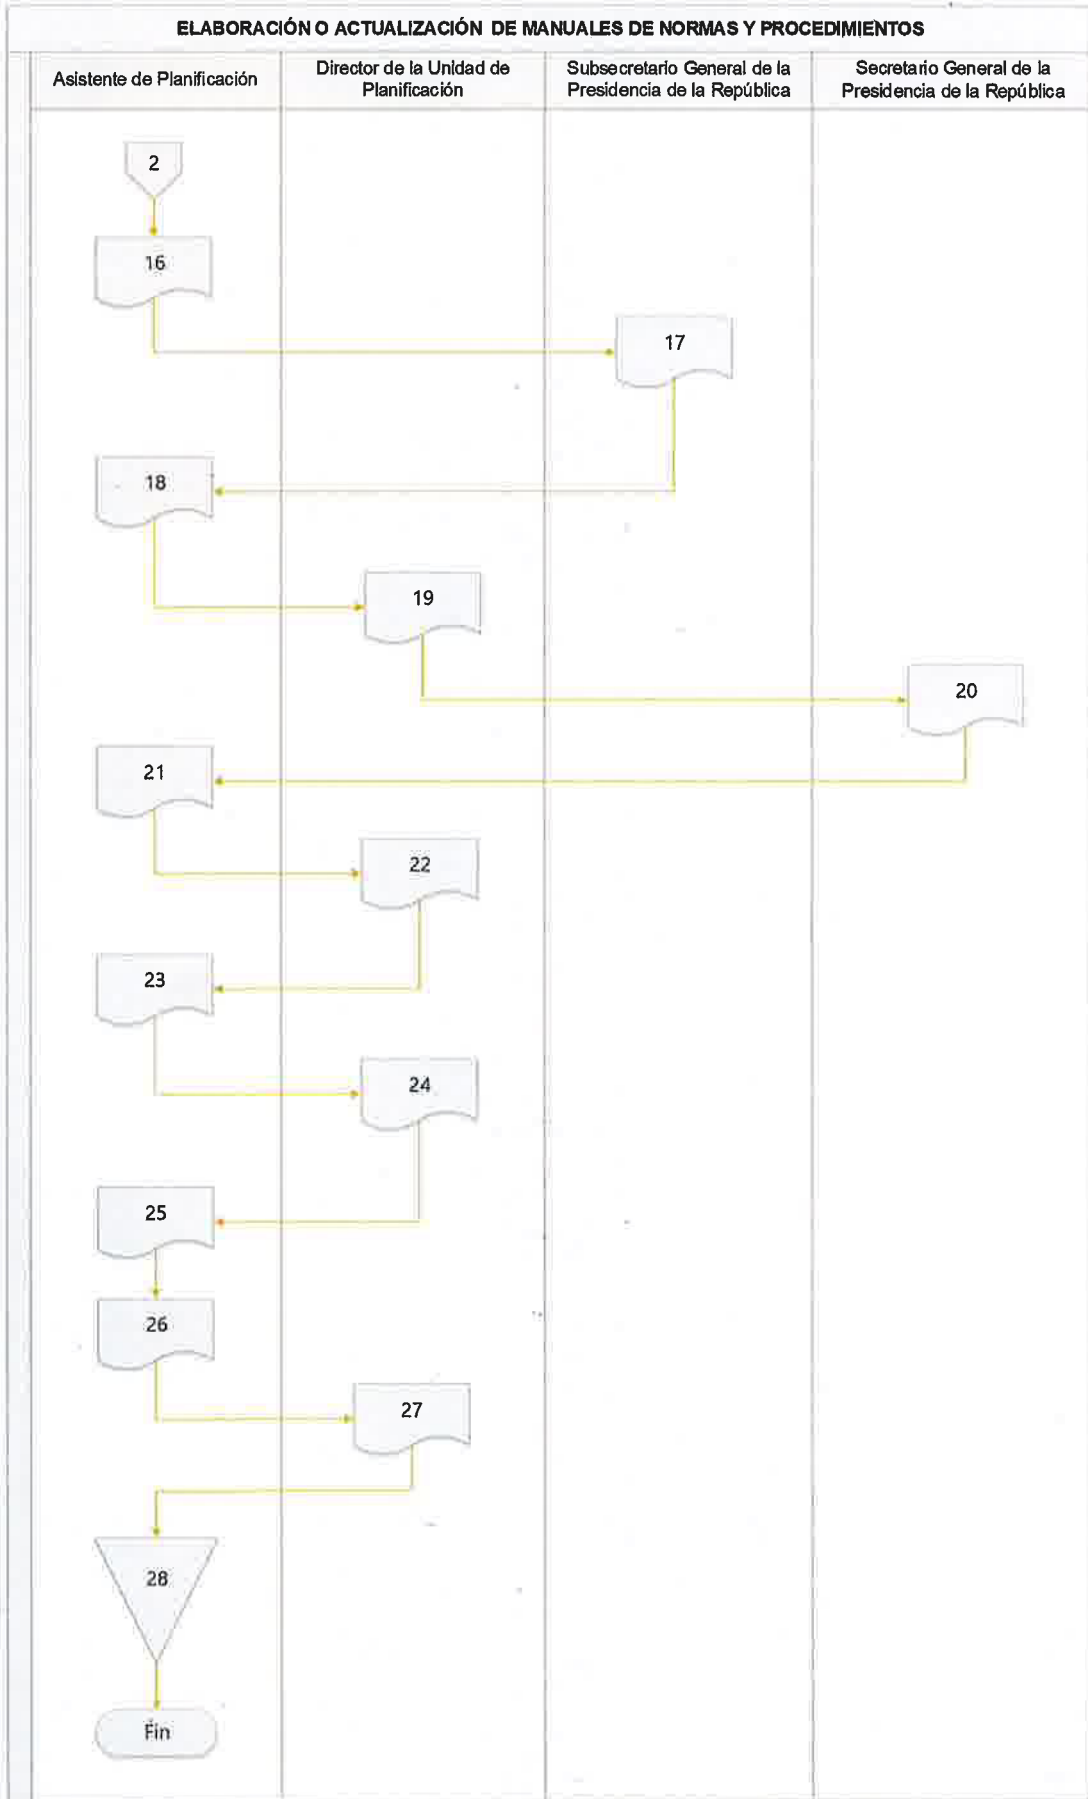 ELABORACIÓN O ACTUALIZACIÓN DE MANUALES DE NORMAS Y PROCEDIMIENTOS
Asistente de Planificación
Director de la Unidad de
Planificación
Subsecretario General de la
Presidencia de la República
Secretario General de la
Presidencia de la República
2
16
17
18
19
20
21
22
23
24
25
26
27
28
Fin